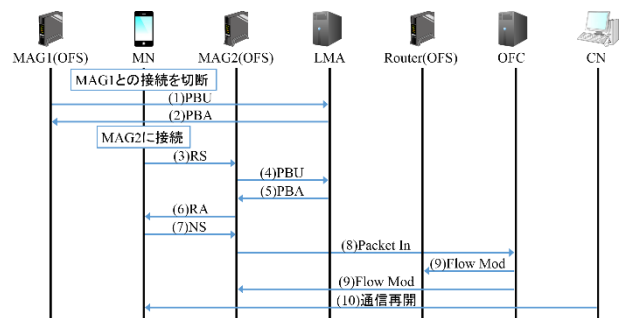 MAG1(OFS) MN MAG2(OFS) LMA Router(OFS) OFC CN
MAG1との接続を切断
(1)PBU
(2)PBA
MAG2に接続
(3)RS
(4)PBU
(5)PBA
(6)RA
(7)NS
(8)Packet In
(9)Flow Mod
(9)Flow Mod
(10)通信再開